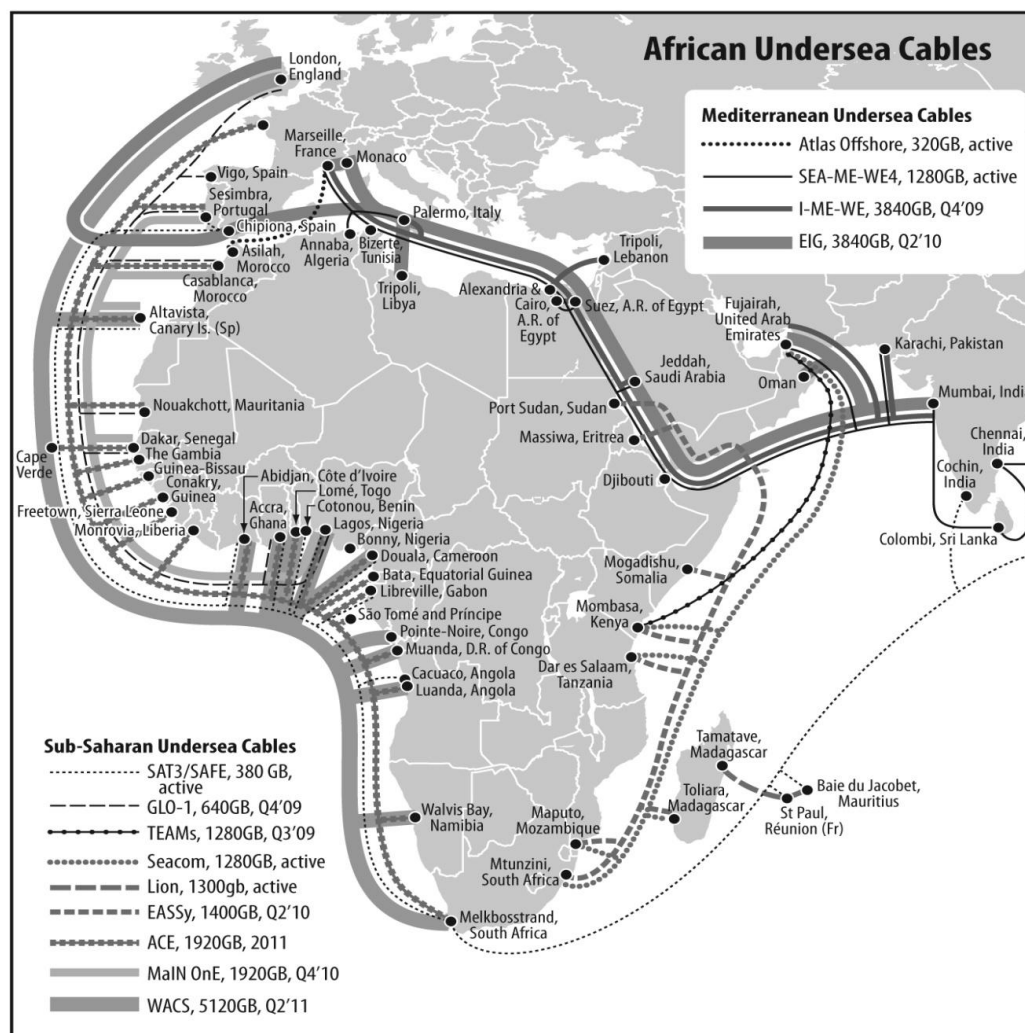 African Undersea Cables
Mediterranean Undersea Cables
Atlas Offshore, 320GB, active
SEA-ME-WE4, 1280GB, active
I-ME-WE, 3840GB, Q4'09
EIG, 3840GB, Q2'10
London,
England
Marseille,
France
Monaco
Vigo, Spain
Sesimbra,
Portugal
Chipiona, Spain
Asilah,
Morocco
Casablanca,
Morocco
Annaba,
Algeria
Bizerte,
Tunisia
Palermo, Italy
Tripoli,
Libya
Tripoli,
Lebanon
Alexandria &
Cairo,
A.R. of
Egypt
Suez, A.R. of Egypt
Fujairah,
United Arab
Emirates
Karachi, Pakistan
Oman
Mumbai, Indi
Chennai,
India
Cochin,
India
Colombi, Sri Lanka
Altavista,
Canary Is. (Sp)
Jeddah,
Saudi Arabia
Port Sudan, Sudan
Massiwa, Eritrea
Djibouti
Nouakchott, Mauritania
Cape
Verde
Dakar, Senegal
The Gambia
Guinea-Bissau
Conakry,
Guinea
Freetown, Sierra Leone
Monrovia, Liberia
Abidjan, Côte d'Ivoire
Accra,
Ghana
Lomé, Togo
Cotonou, Benin
Lagos, Nigeria
Bonny, Nigeria
Douala, Cameroon
Bata, Equatorial Guinea
Libreville, Gabon
São Tomé and Príncipe
Pointe-Noire, Congo
Muanda, D.R. of Congo
Cacuaco, Angola
Luanda, Angola
Mogadishu,
Somalia
Mombasa,
Kenya
Dar es Salaam,
Tanzania
Tamatave,
Madagascar
Toliara,
Madagascar
Baie du Jacobet,
Mauritius
St Paul,
Réunion (Fr)
Walvis Bay,
Namibia
Maputo,
Mozambique
Mtunzini,
South Africa
Melkbosstrand,
South Africa
Sub-Saharan Undersea Cables
SAT3/SAFE, 380 GB,
active
GLO-1, 640GB, Q4'09
TEAMs, 1280GB, Q3'09
Seacom, 1280GB, active
Lion, 1300gb, active
EASSy, 1400GB, Q2'10
ACE, 1920GB, 2011
MaIN OnE, 1920GB, Q4'10
WACS, 5120GB, Q2'11